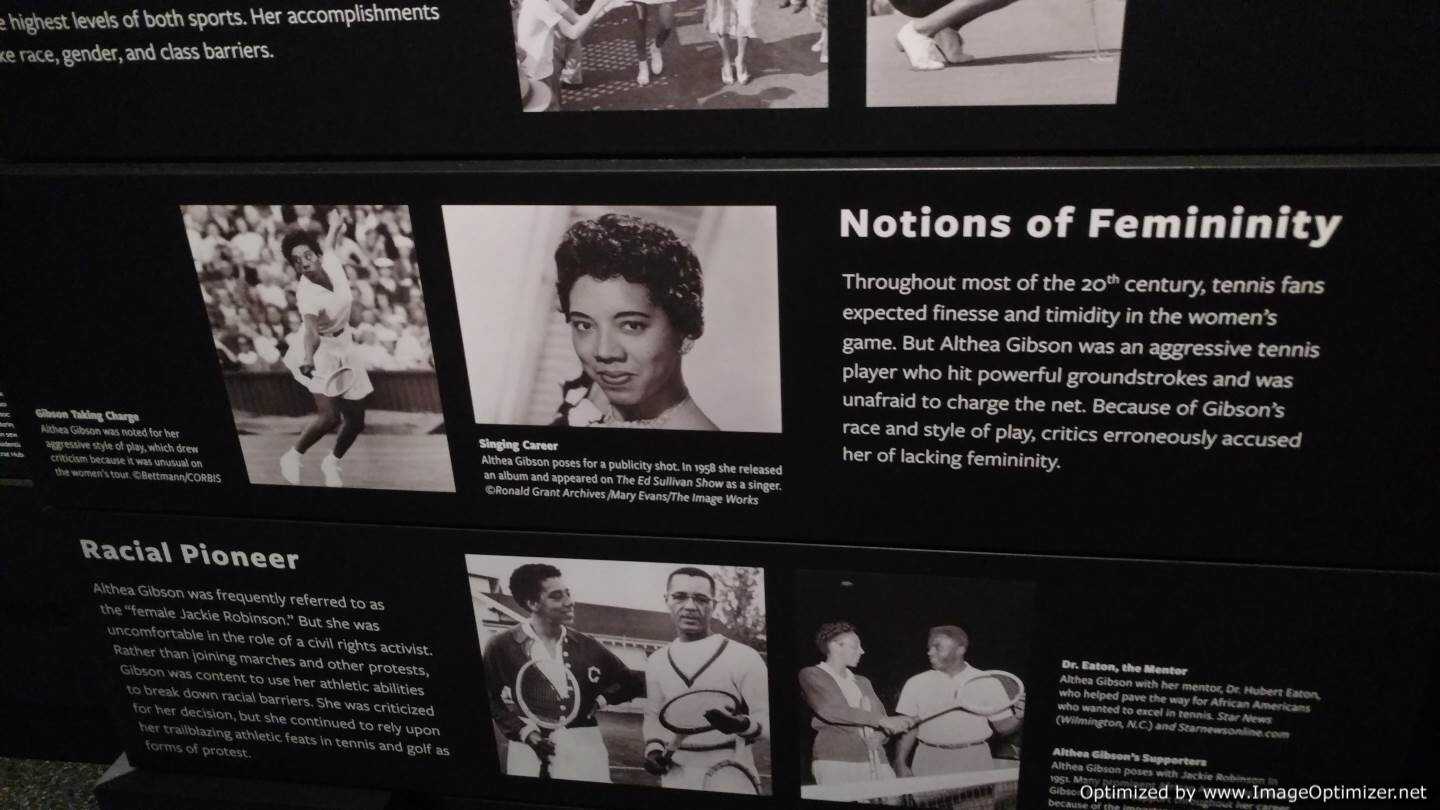 e highest levels of both sports. Her accomplishments
ke race, gender, and class barriers.
Notions of Femininity
Throughout most of the 20th century, tennis fans
expected finesse and timidity in the women's
game. But Althea Gibson was an aggressive tennis
player who hit powerful groundstrokes and was
unafraid to charge the net. Because of Gibson's
race and style of play, critics erroneously accused
her of lacking femininity.
Gibson Taking Charge
Althea Gibson was noted for her
aggressive style of play, which drew
criticism because it was unusual on
the women's tour. ©Bettmann/CORBIS
Singing Career
Althea Gibson poses for a publicity shot. In 1958 she released
an album and appeared on The Ed Sullivan Show as a singer.
©Ronald Grant Archives /Mary Evans/The Image Works
Racial Pioneer
Althea Gibson was frequently referred to as
the "female Jackie Robinson." But she was
uncomfortable in the role of a civil rights activist.
Rather than joining marches and other protests,
Gibson was content to use her athletic abilities
to break down racial barriers. She was criticized
for her decision, but she continued to rely upon
her trailblazing athletic feats in tennis and golf as
forms of protest.
C
Dr. Eaton, the Mentor
Althea Gibson with her mentor, Dr. Hubert Eaton,
who helped pave the way for African Americans
who wanted to excel in tennis. Star News
(Wilmington, N.C.) and Starnewsonline.com
Althea Gibson's Supporters
Althea Gibson poses with Jackie Robinson in
1951. Many
because of the
Optimized by www.ImageOptimizer.net